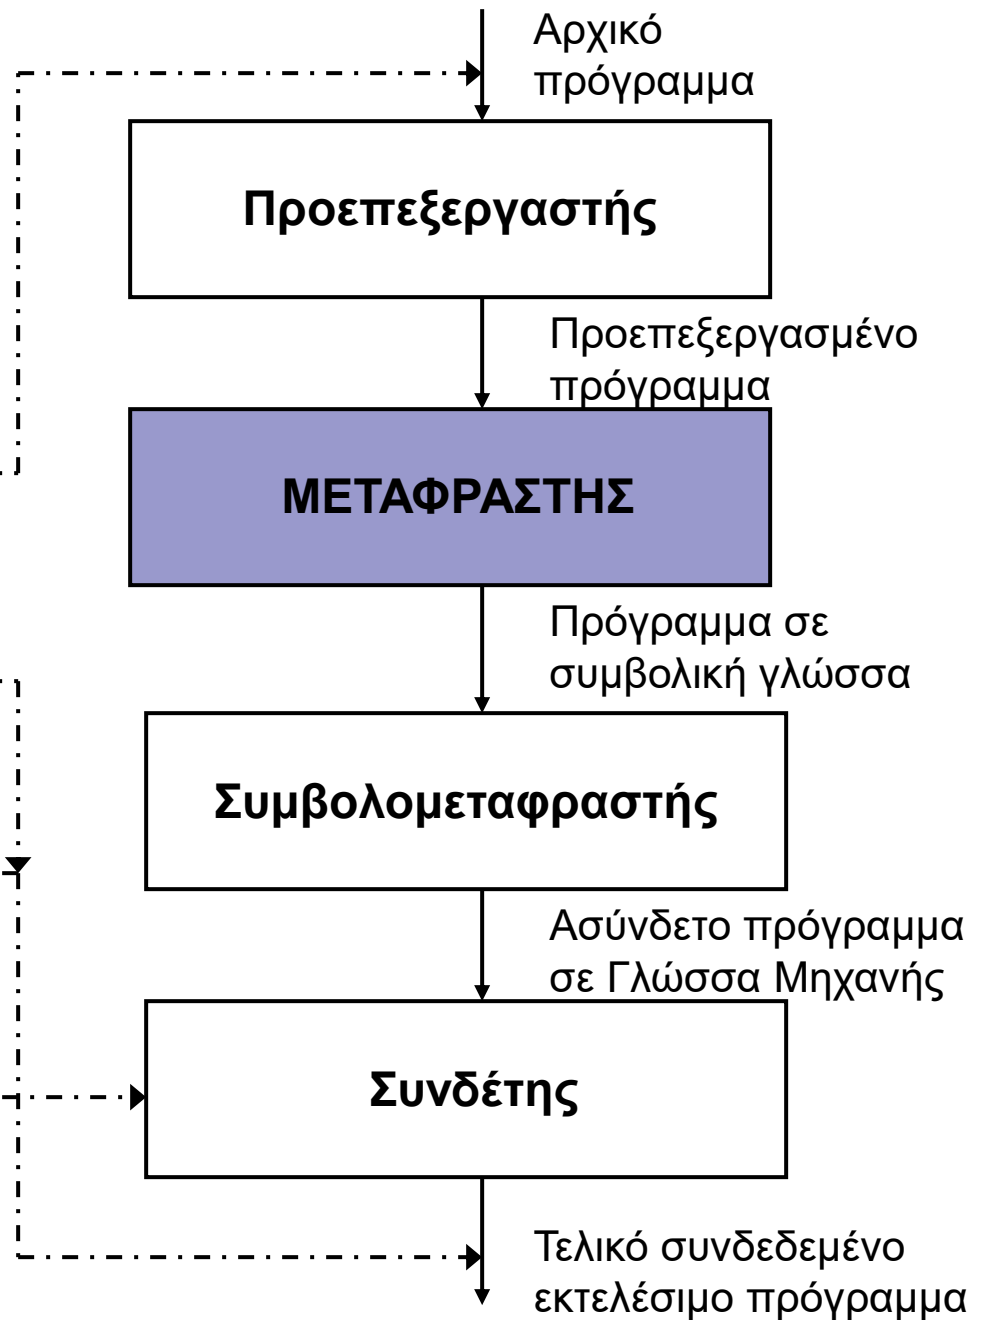 Αρχικό
πρόγραμμα
Προεπεξεργαστής
Προεπεξεργασμένο
πρόγραμμα
ΜΕΤΑΦΡΑΣΤΗΣ
Πρόγραμμα σε
συμβολική γλώσσα
Συμβολομεταφραστής
Ασύνδετο πρόγραμμα
σε Γλώσσα Μηχανής
Συνδέτης
Τελικό συνδεδεμένο
εκτελέσιμο πρόγραμμα